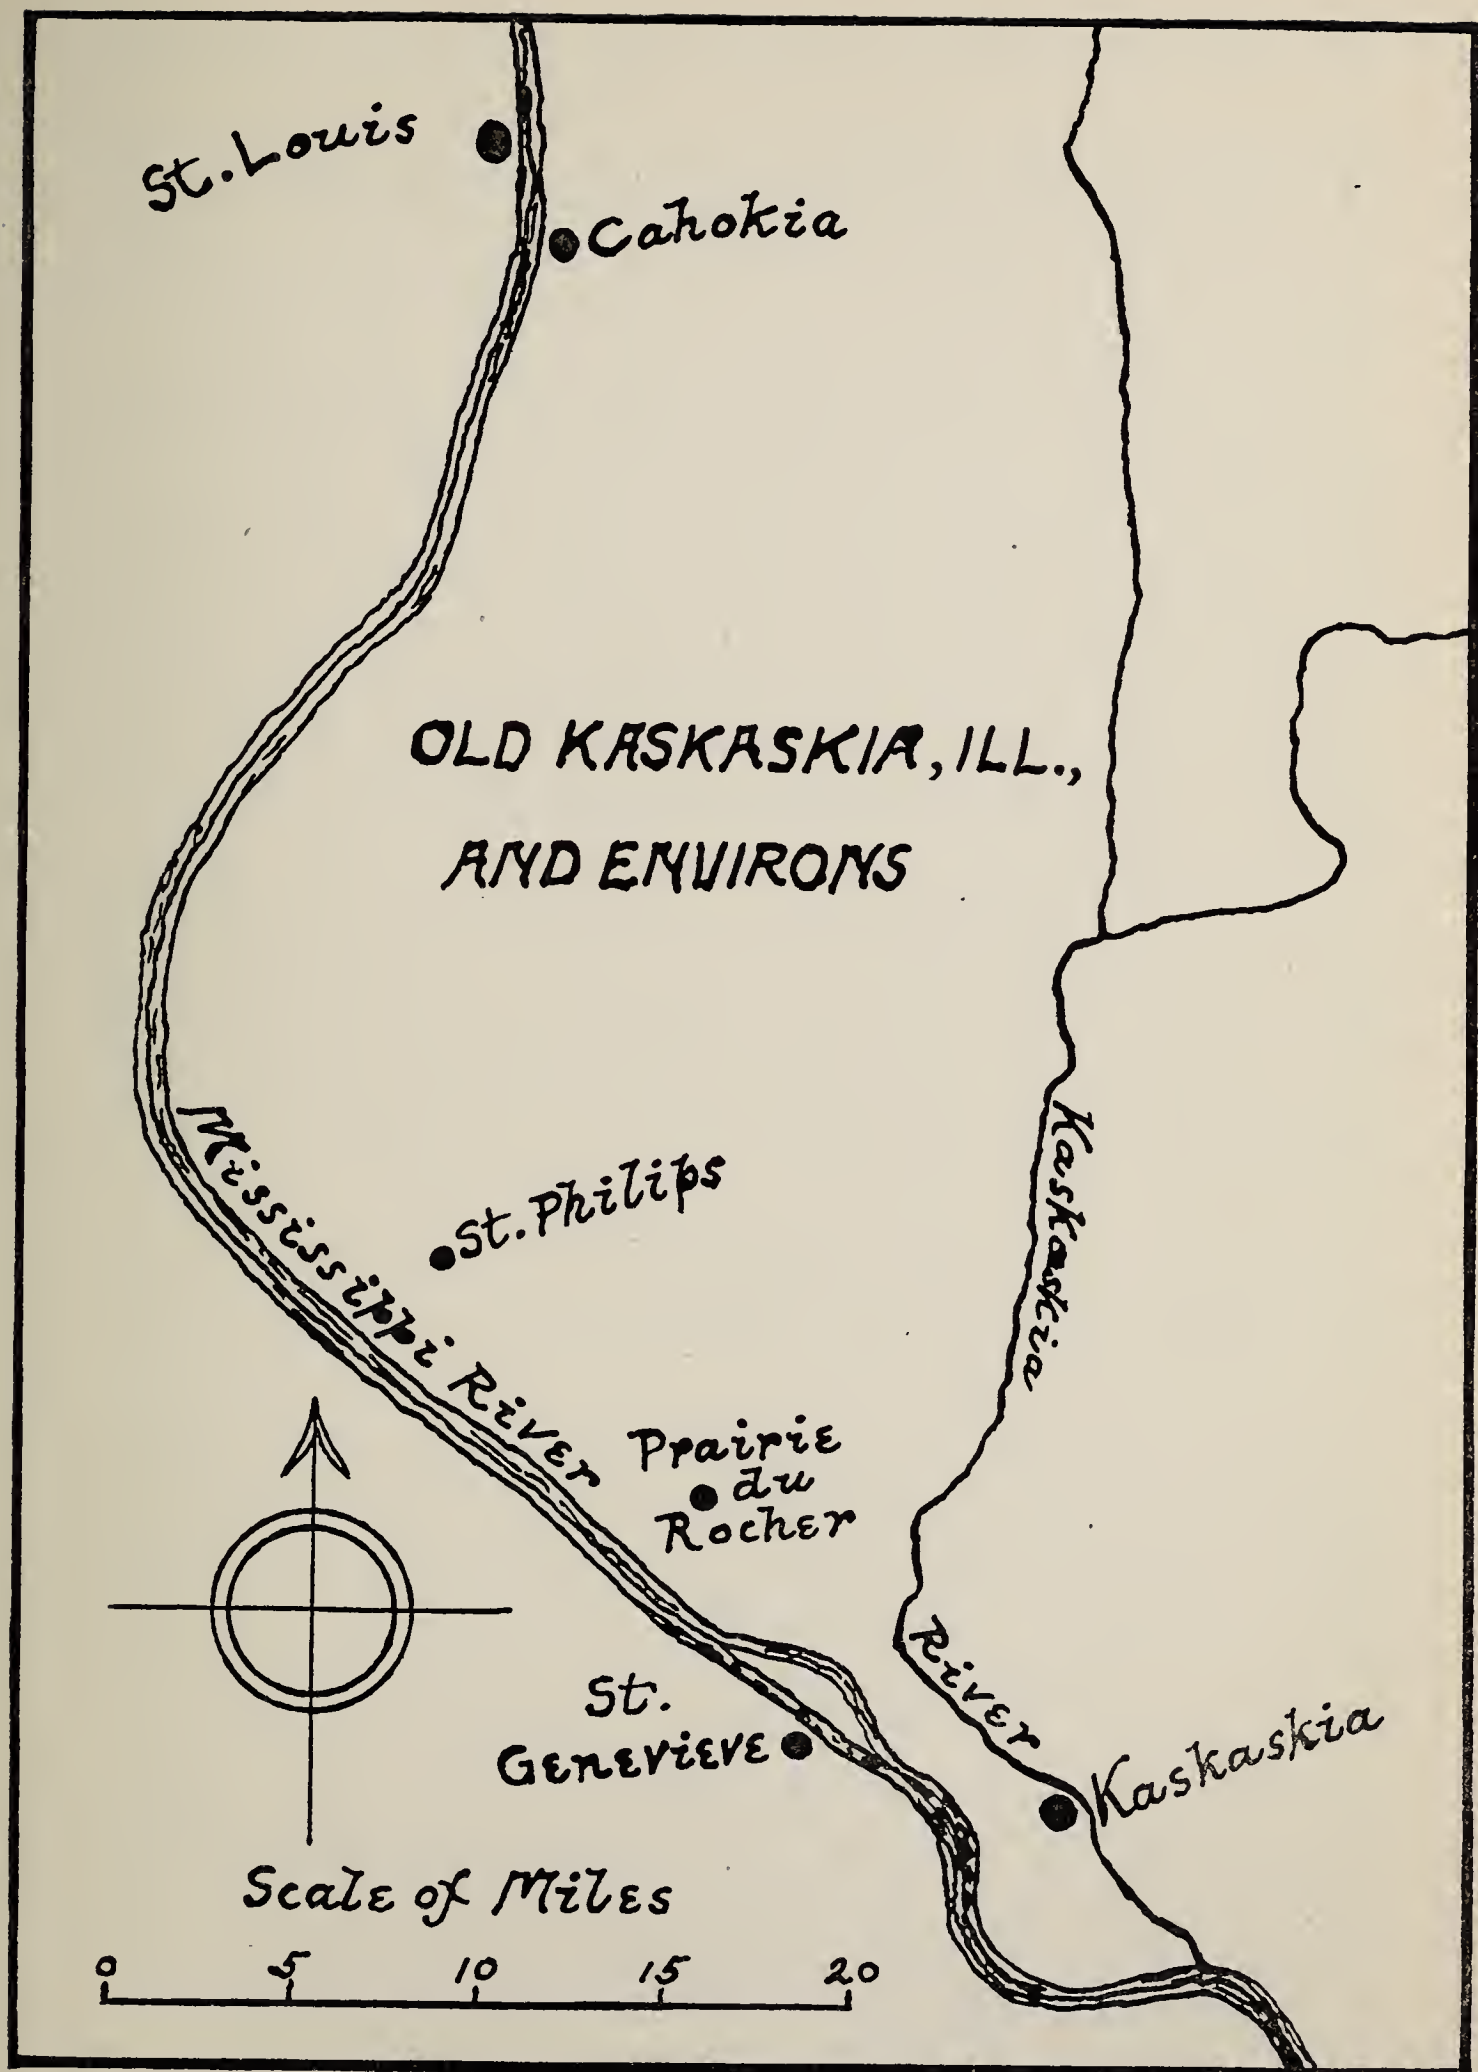 St. Louis
Cahokia
OLD KASKASKIA, ILL.,
AND ENVIRONS
Mississippi River
St. Philips
Kaskaskia
River
Prairie
du
Rocher
St.
Genevieve
Kaskaskia
Scale of Miles
0 5 10 15 20